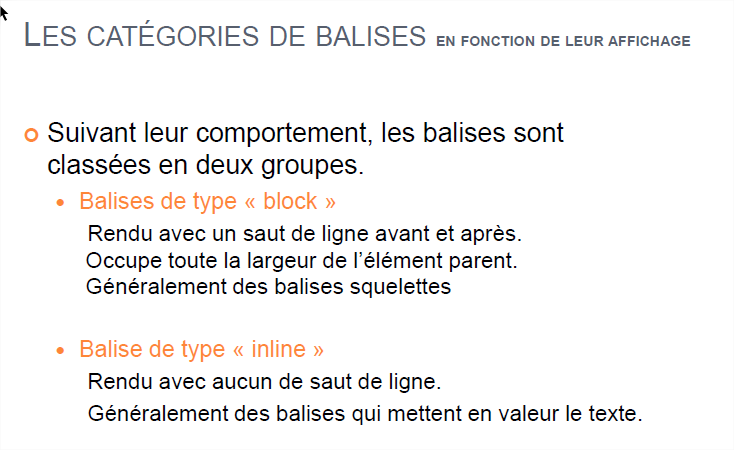 LES CATÉGORIES DE BALISES EN FONCTION DE LEUR AFFICHAGE
Suivant leur comportement, les balises sont
classées en deux groupes.
Balises de type « block »
Rendu avec un saut de ligne avant et après.
Occupe toute la largeur de l’élément parent.
Généralement des balises squelettes
Balise de type « inline »
Rendu avec aucun de saut de ligne.
Généralement des balises qui mettent en valeur le texte.